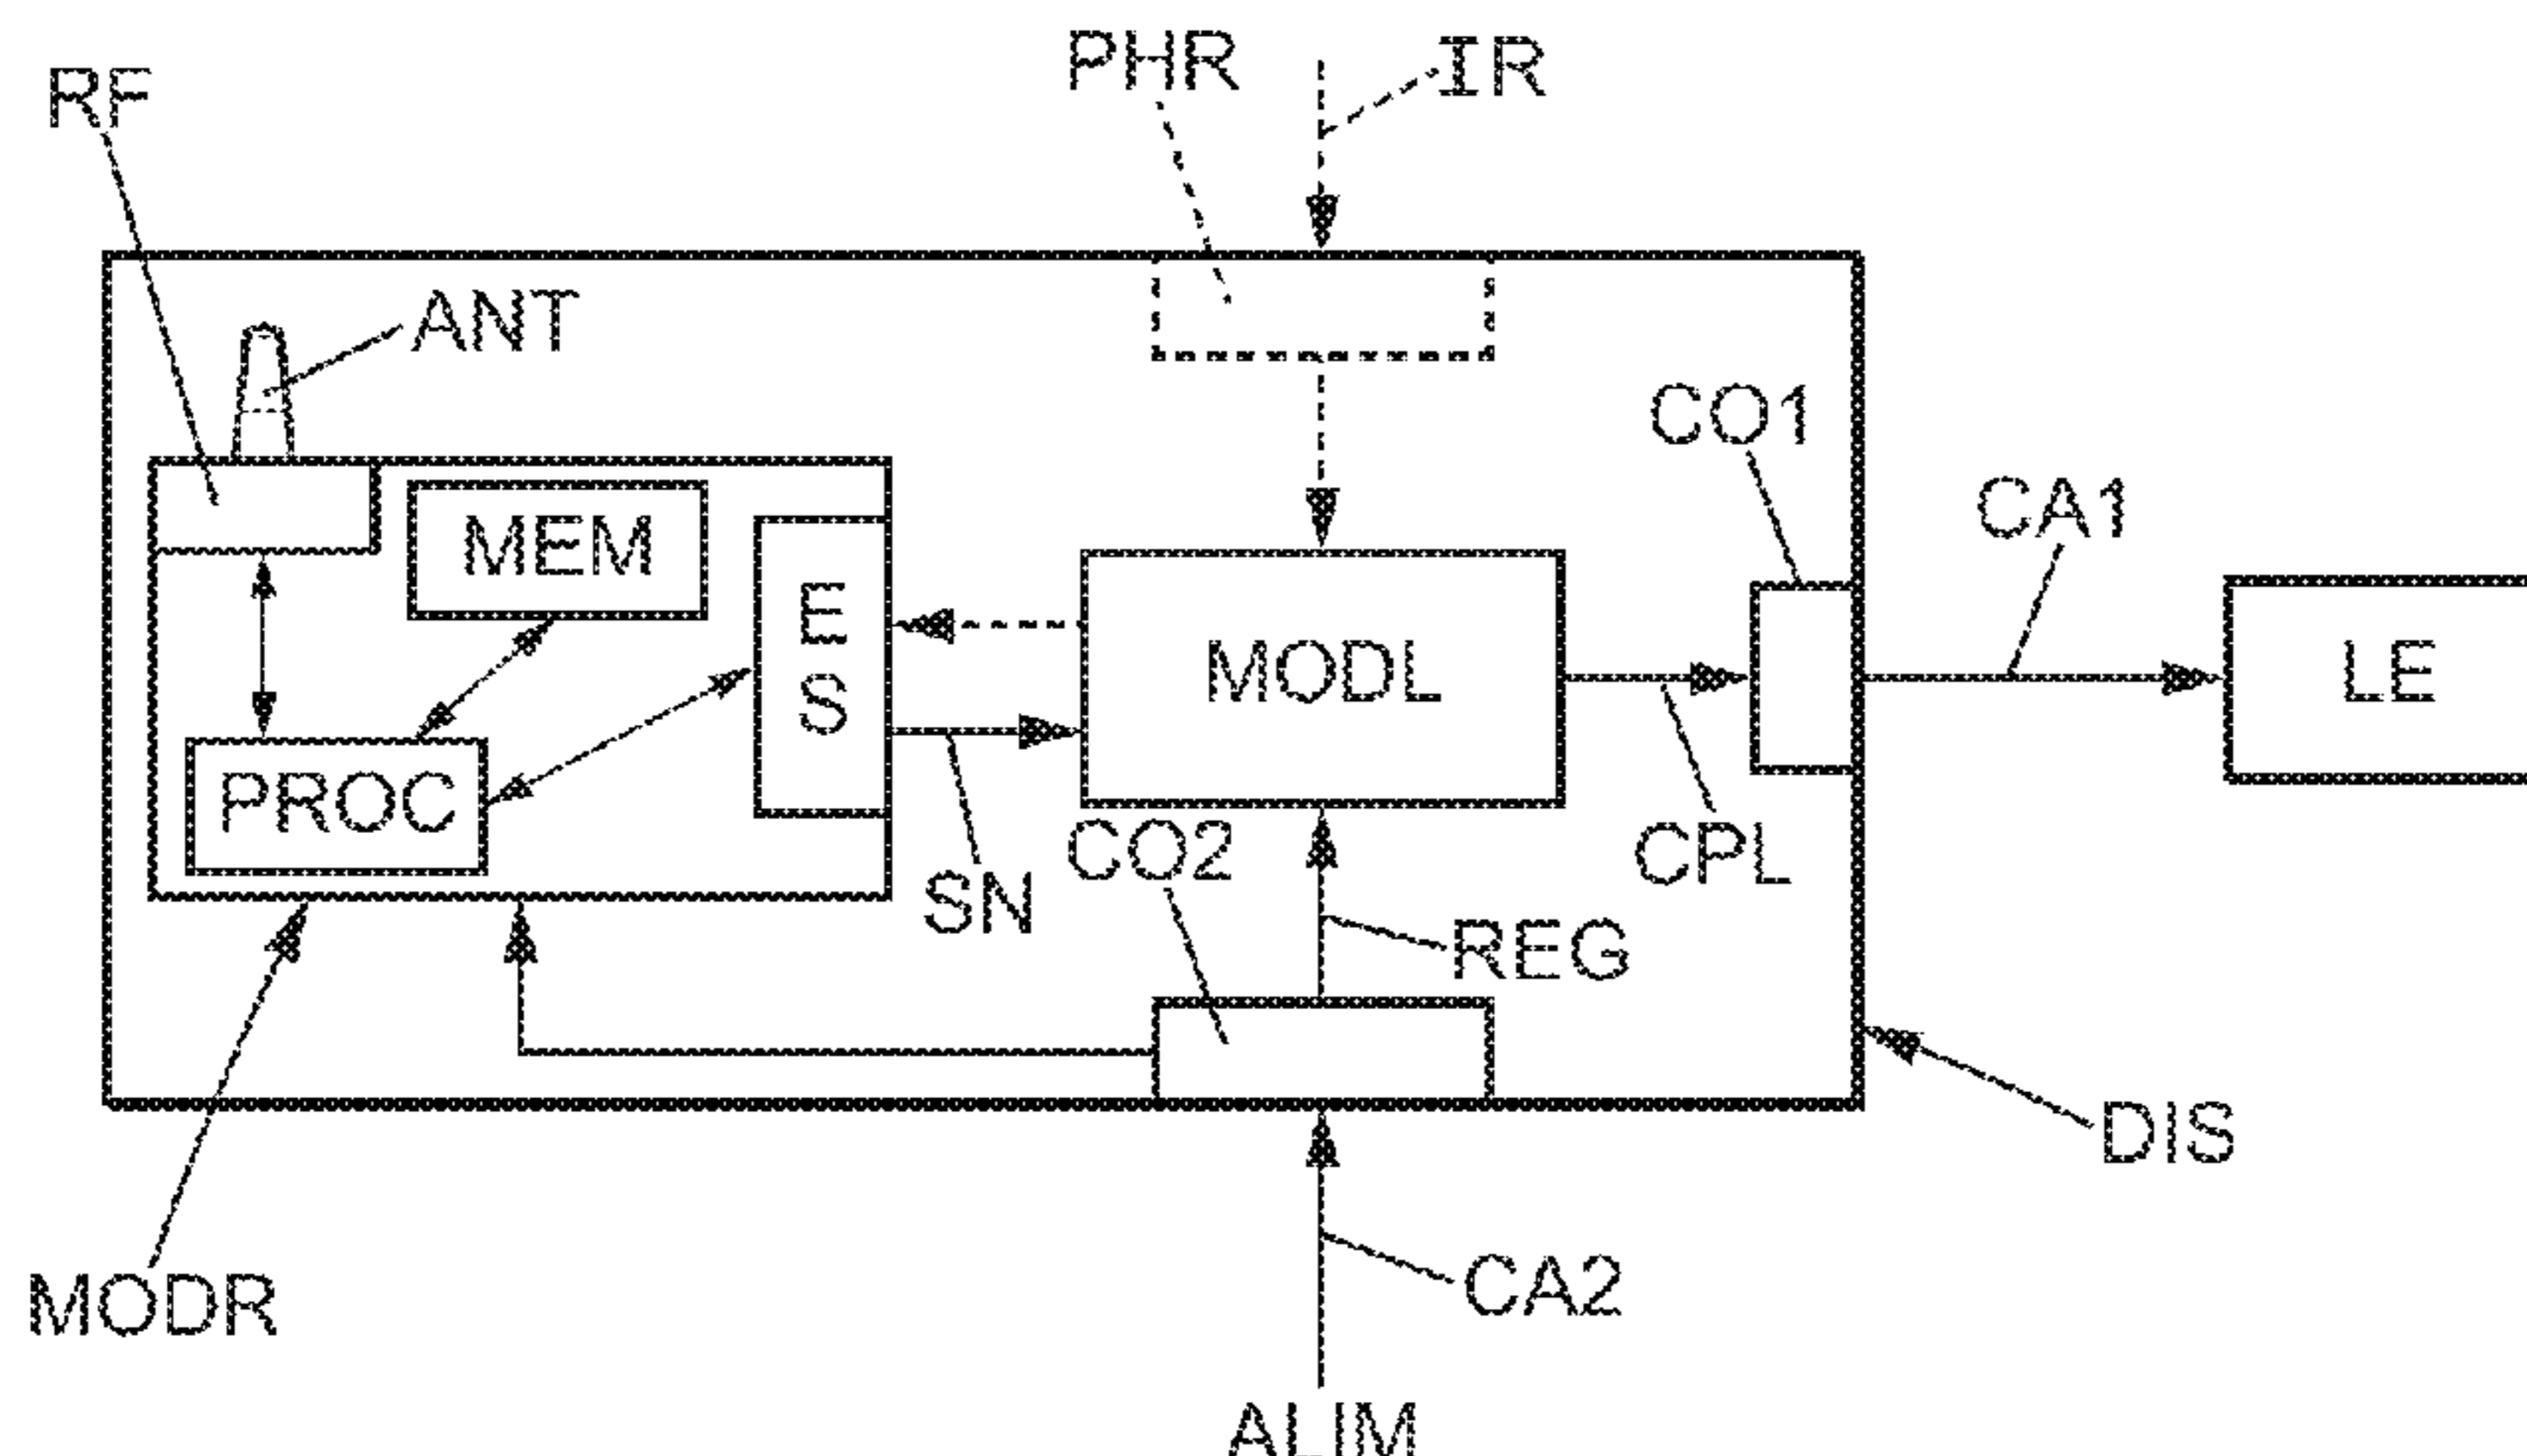 PHR
IR
RF
ANT
CO1
CA1
MEM
E
S
MODL
LE
PROC
CO2
CPL
SN
REG
DIS
CA2
MODR
ALIM